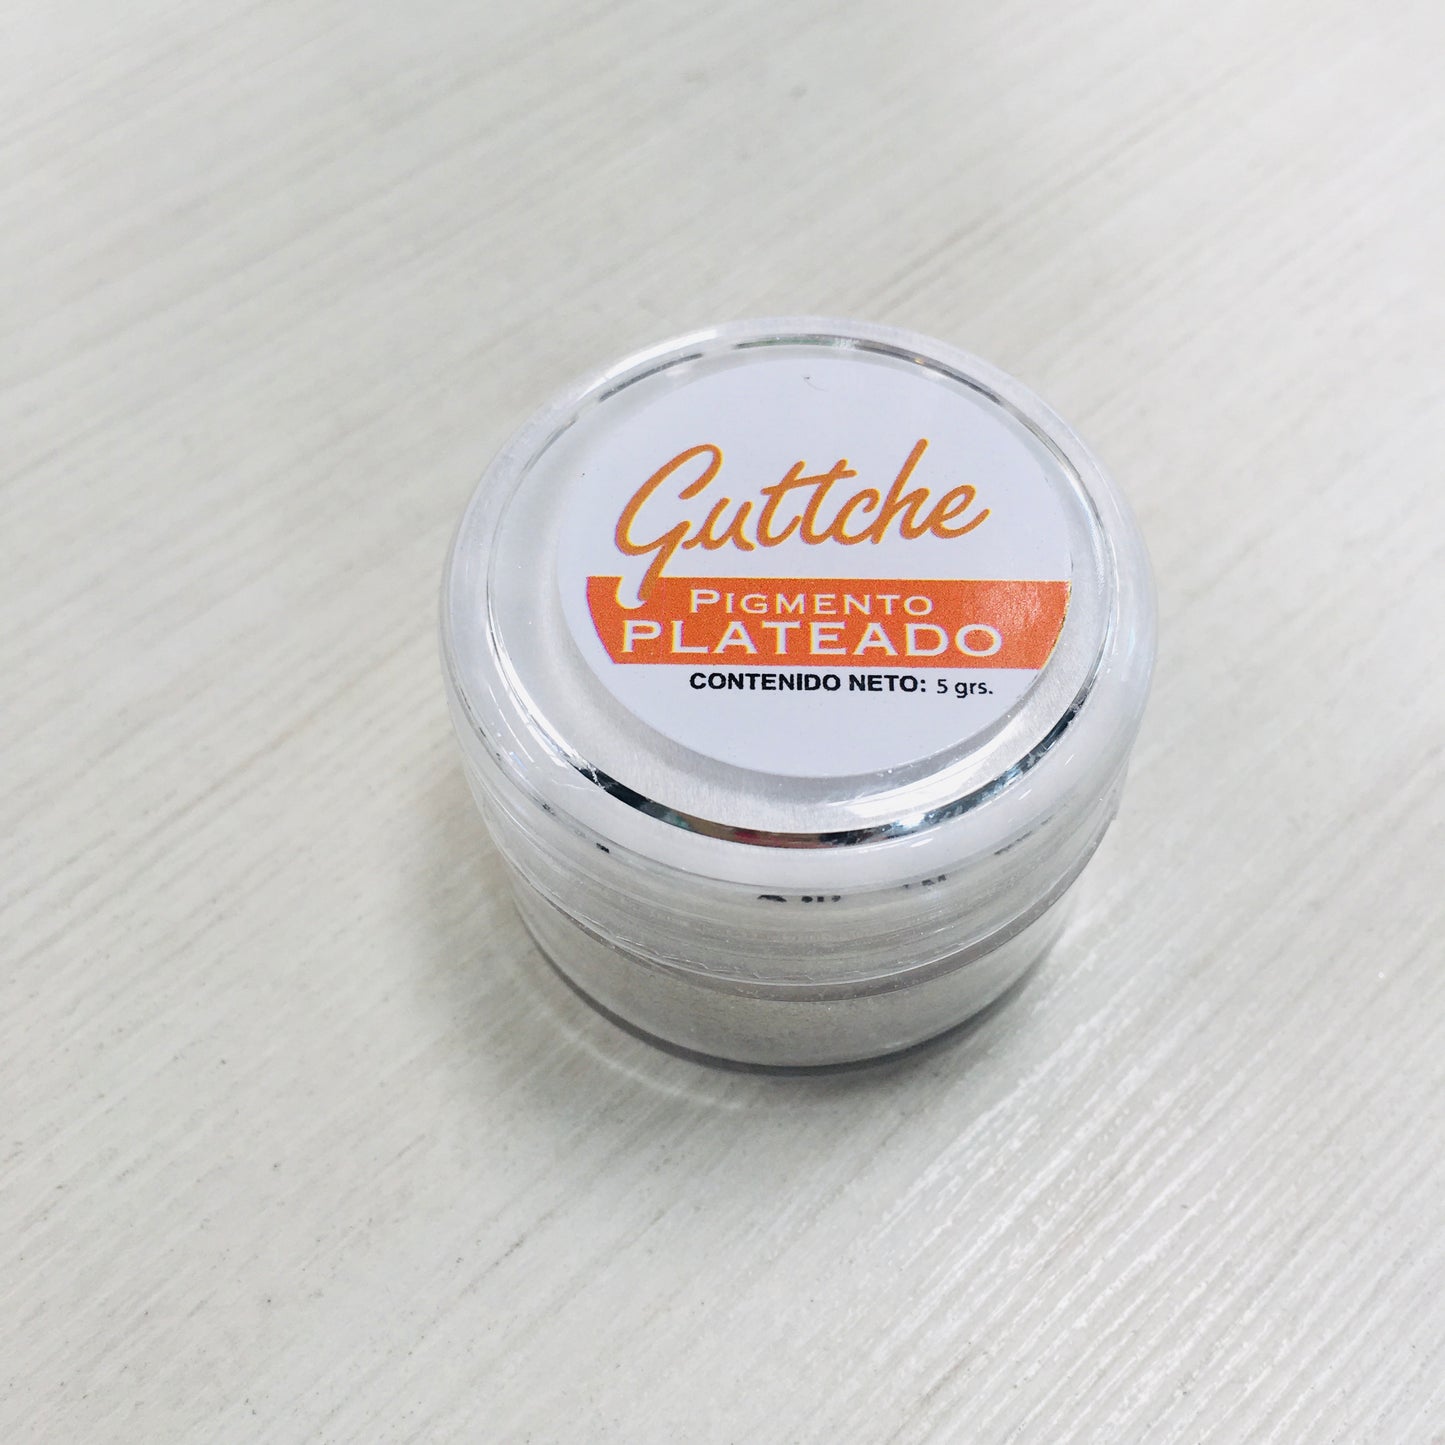 Guttche
PIGMENTO
PLATEADO
CONTENIDO NETO: 5 grs.